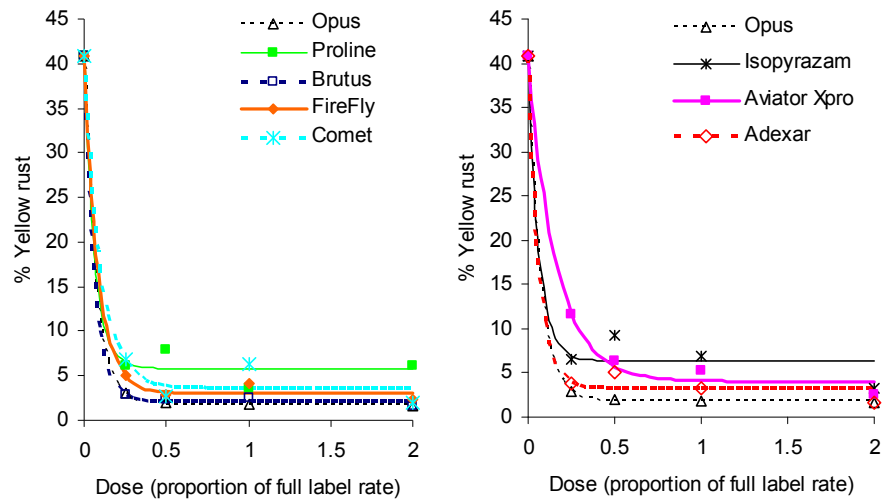 Opus
Proline
Brutus
FireFly
Comet
% Yellow rust
45
40
35
30
25
20
15
10
5
0
0
0.5
1
1.5
2
Dose (proportion of full label rate)
Opus
Isopyrazam
Aviator Xpro
Adexar
% Yellow rust
45
40
35
30
25
20
15
10
5
0
0
0.5
1
1.5
2
Dose (proportion of full label rate)